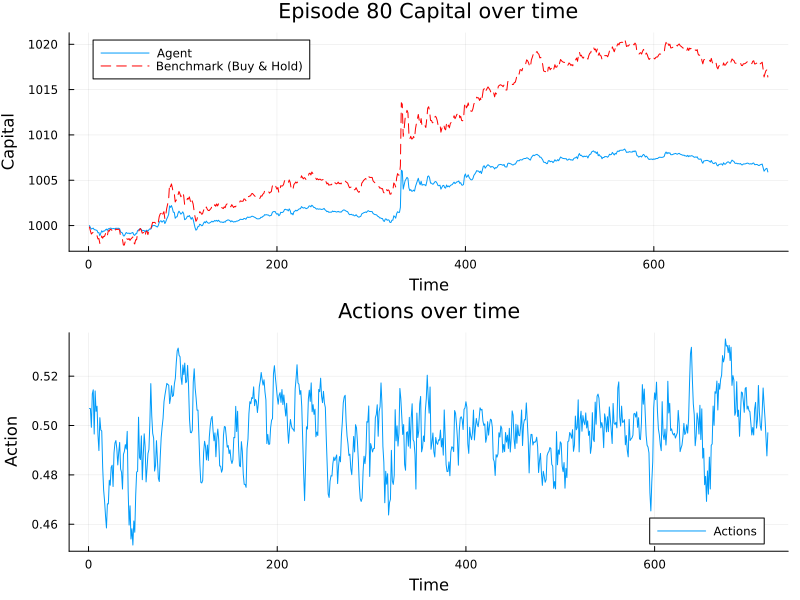 Episode 80 Capital over time
Capital
1020
1015
1010
1005
1000
Agent
Benchmark (Buy & Hold)
0
200
400
600
Time
Actions over time
Action
0.52
0.50
0.48
0.46
Actions
0
200
400
600
Time